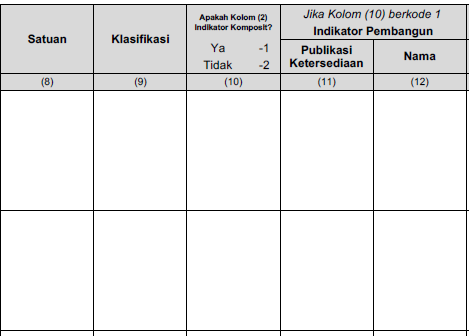 Satuan
Klasifikasi
Apakah Kolom (2)
Indikator Komposit?
Ya -1
Tidak -2
Jika Kolom (10) berkode 1
Indikator Pembangun
Publikasi
Ketersediaan
Nama
(8) (9) (10) (11) (12)